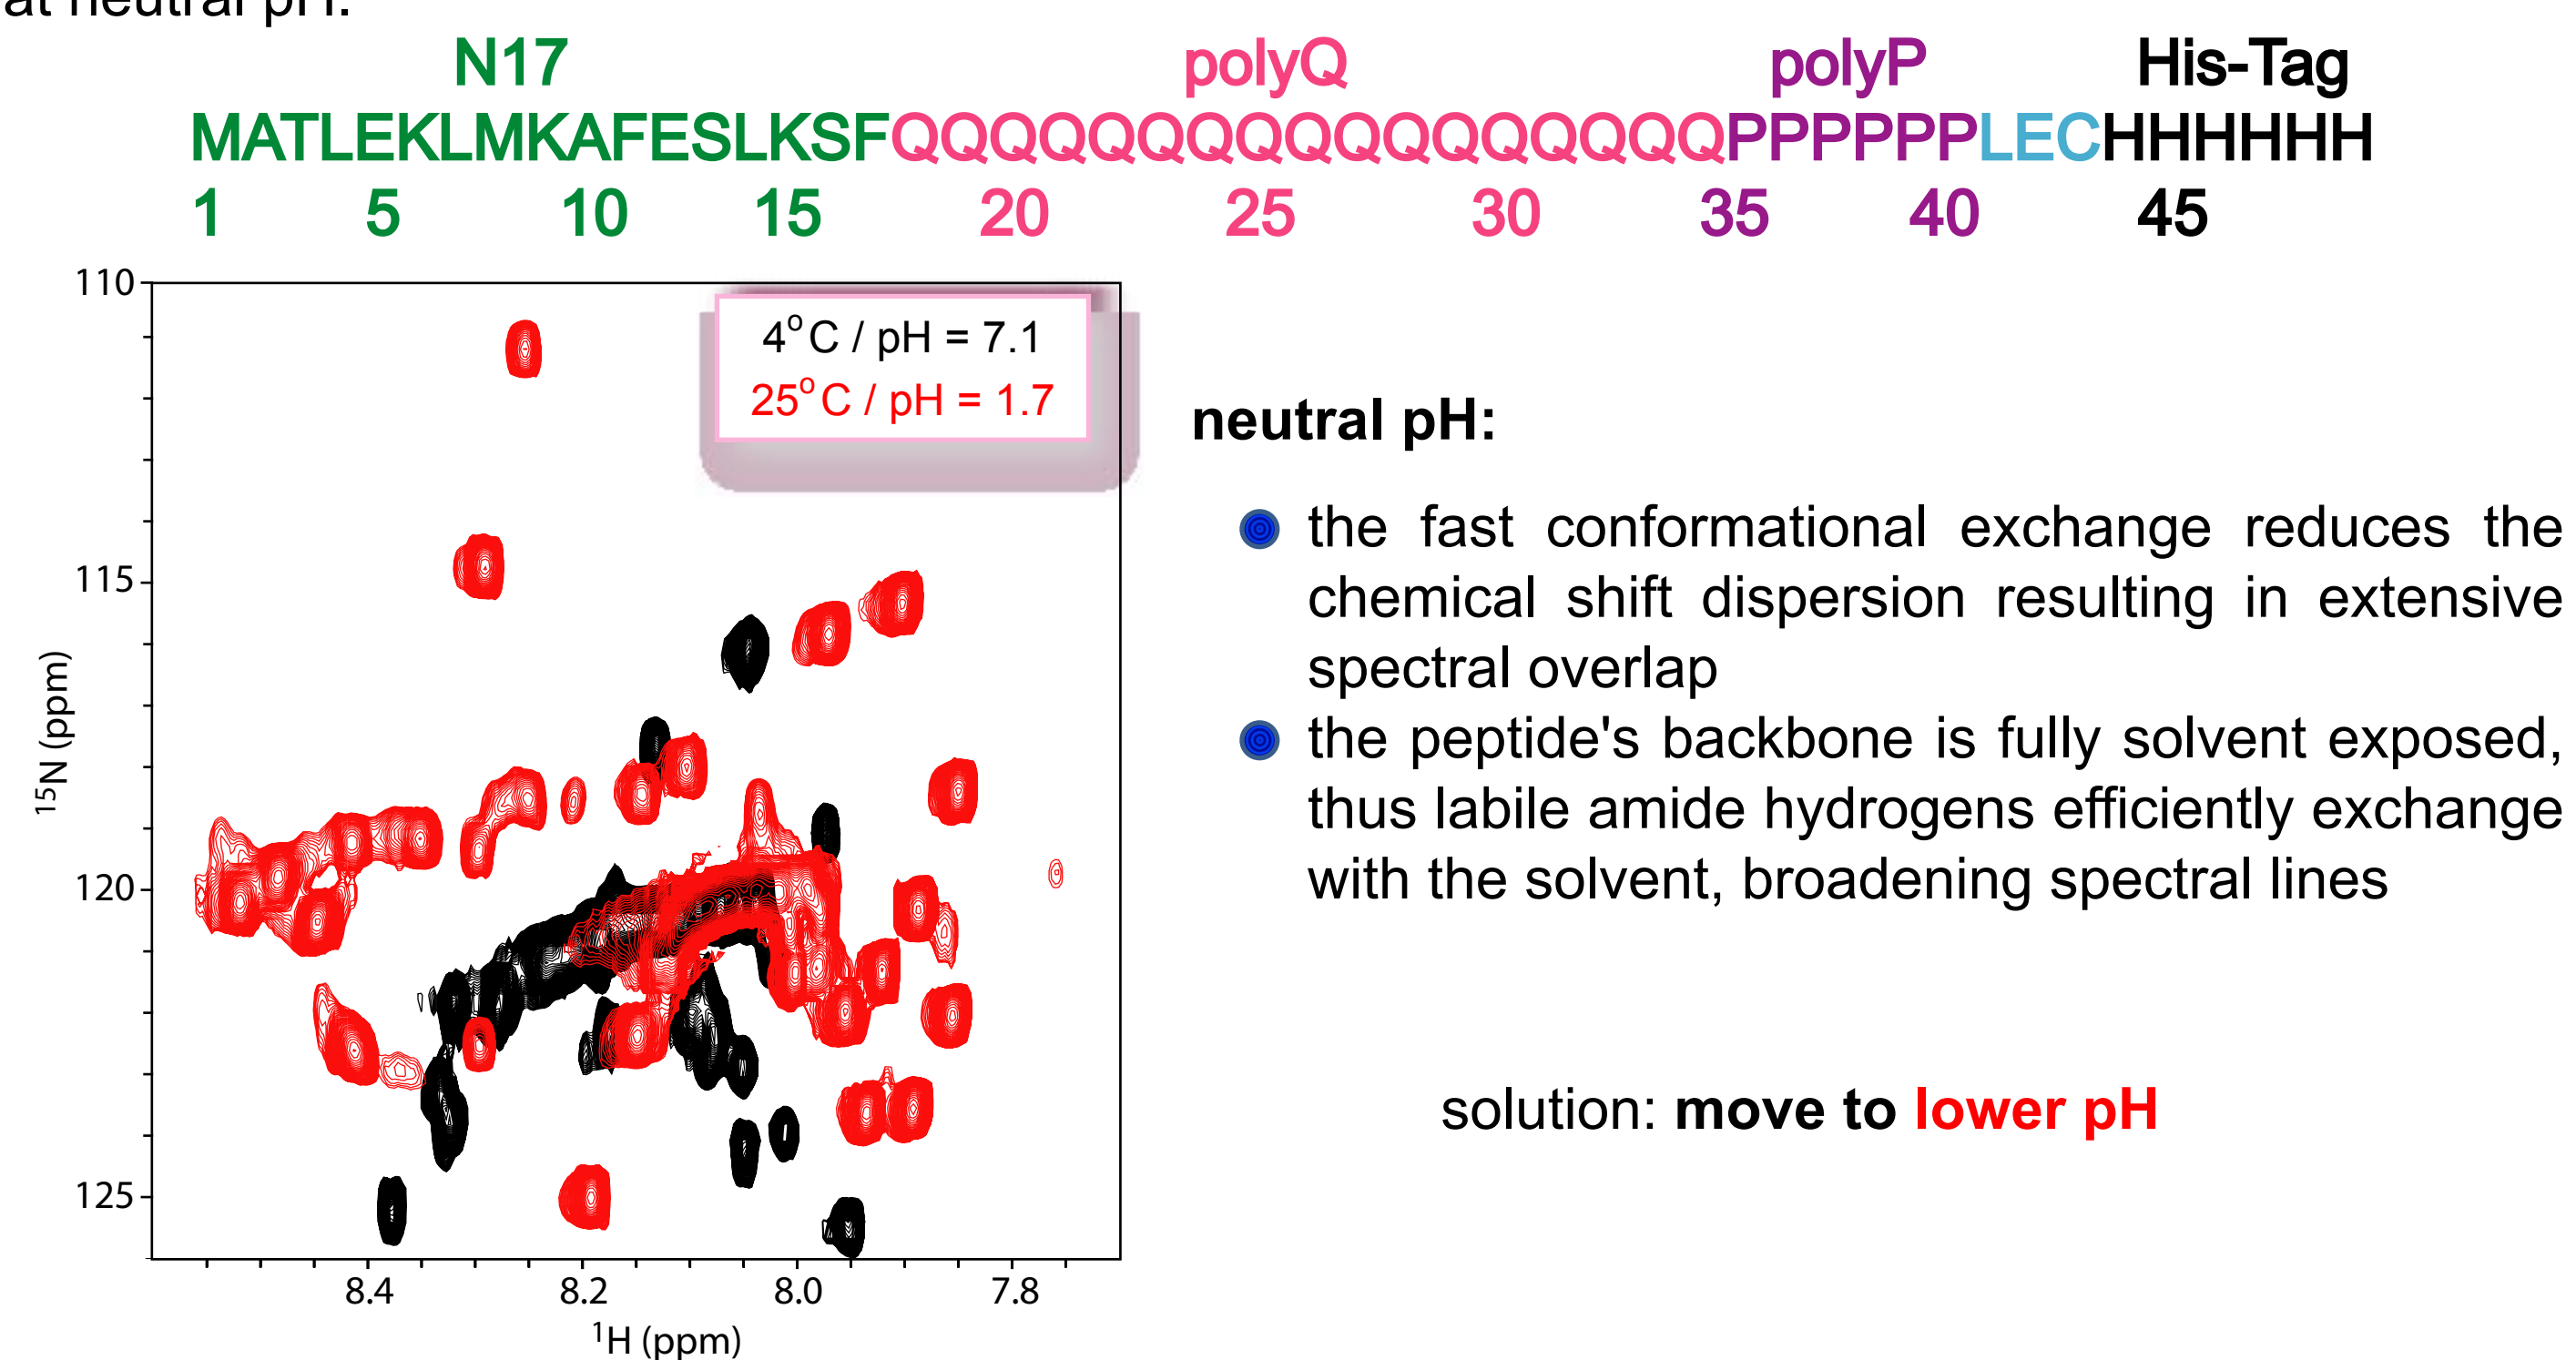 at neutral pH:
N17 polyQ polyP His-Tag
MATLEKLMKAFESLKSFQQQQQQQQQQQQQQQQQPPPPPPLECHHHHHH
1 5 10 15 20 25 30 35 40 45
110
115
120
125
¹⁵N (ppm)
4°C / pH = 7.1
25°C / pH = 1.7
8.4 8.2 8.0 7.8
¹H (ppm)
neutral pH:
the fast conformational exchange reduces the
chemical shift dispersion resulting in extensive
spectral overlap
the peptide's backbone is fully solvent exposed,
thus labile amide hydrogens efficiently exchange
with the solvent, broadening spectral lines
solution: move to lower pH